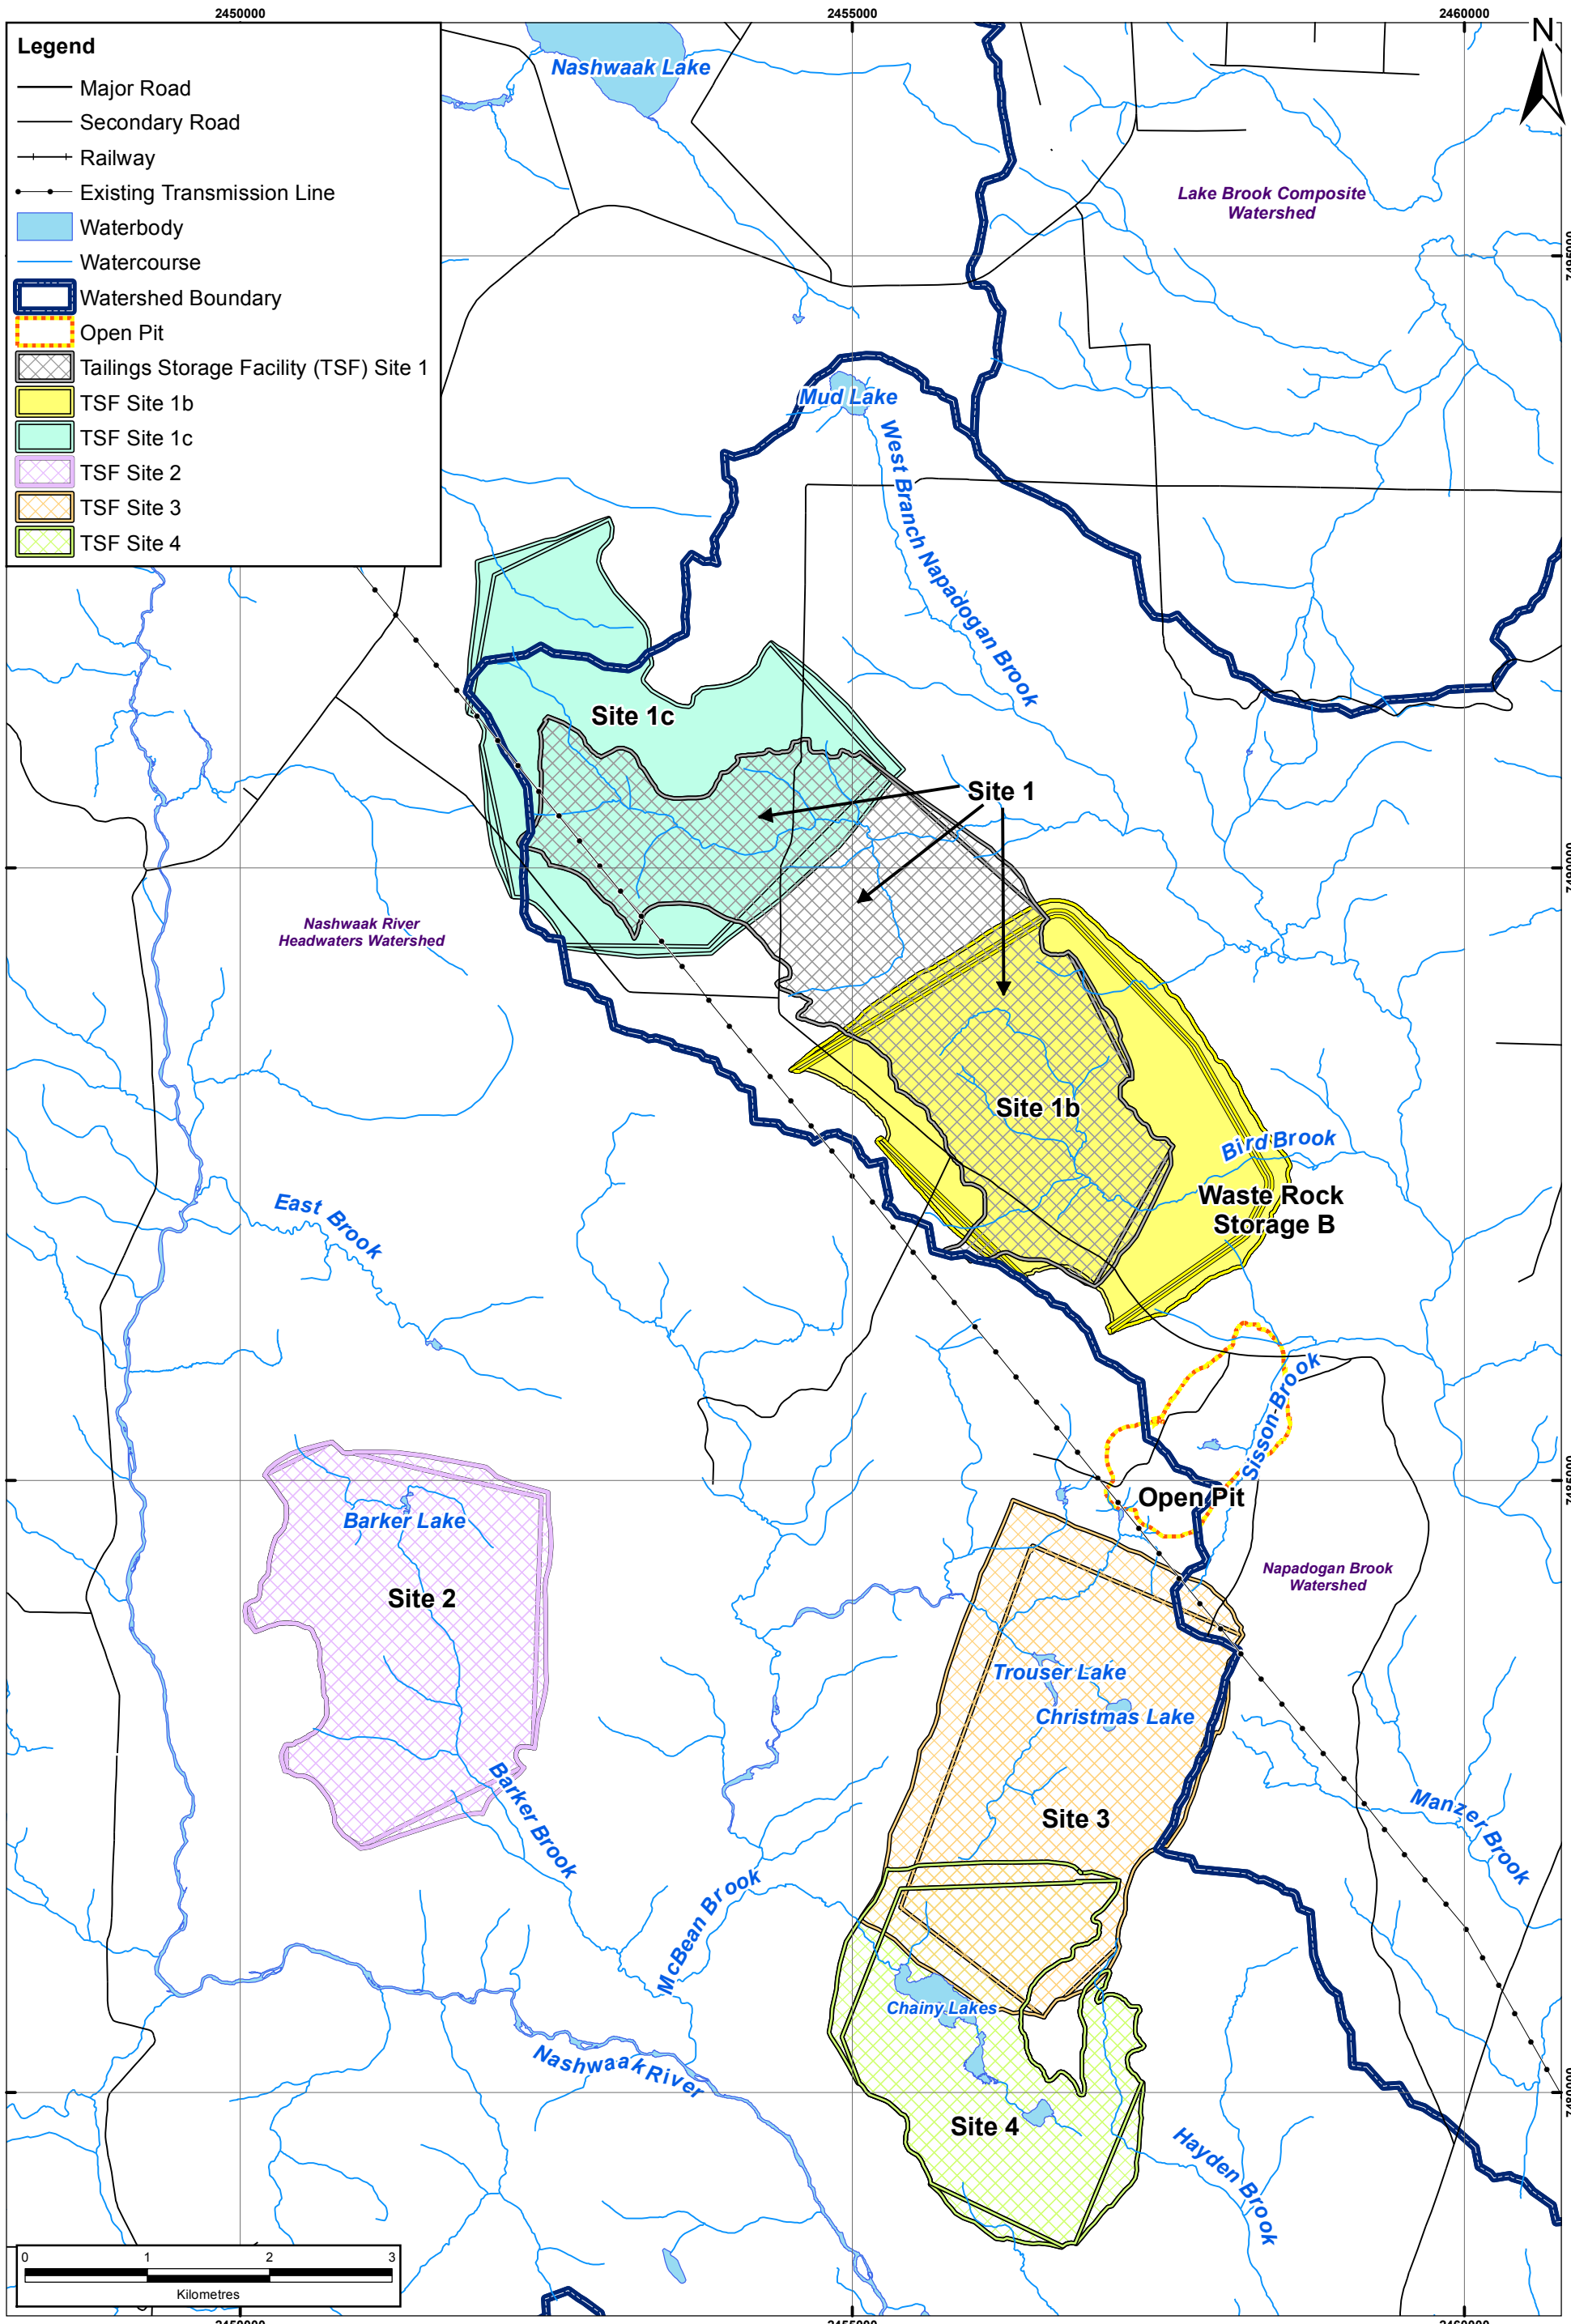 2450000
2455000
2460000
Legend
Major Road
Secondary Road
Railway
Existing Transmission Line
Waterbody
Watercourse
Watershed Boundary
Open Pit
Tailings Storage Facility (TSF) Site 1
TSF Site 1b
TSF Site 1c
TSF Site 2
TSF Site 3
TSF Site 4
N
Nashwaak Lake
Lake Brook Composite
Watershed
Mud Lake
West Branch Napadogan Brook
Site 1c
Site 1
Nashwaak River
Headwaters Watershed
Site 1b
Bird Brook
Waste Rock
Storage B
East Brook
Sisson Brook
Open Pit
Barker Lake
Site 2
Napadogan Brook
Watershed
Trouser Lake
Christmas Lake
Site 3
Barker Brook
Manzer Brook
McBean Brook
Chainy Lakes
Nashwaak River
Site 4
Hayden Brook
0 1 2 3
Kilometres